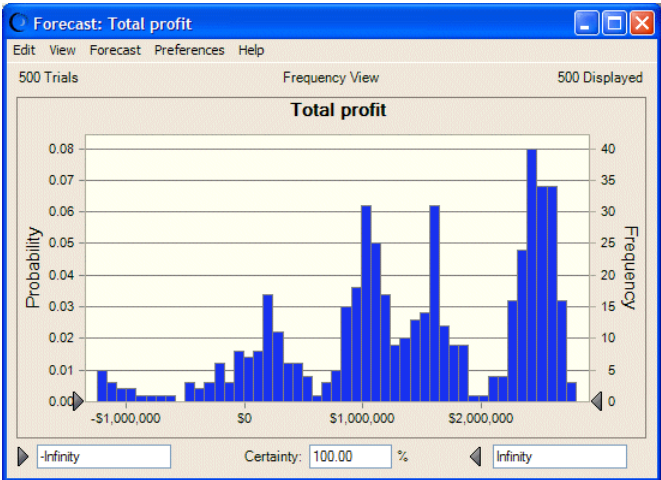 Forecast: Total profit
Edit View Forecast Preferences Help
500 Trials Frequency View 500 Displayed
Total profit
0.08 40
0.07 35
0.06 30
0.05 25
0.04 20
0.03 15
0.02 10
0.01 5
0.00 0
Probability
Frequency
-$1,000,000 $0 $1,000,000 $2,000,000
-Infinity Certainty: 100.00 % Infinity